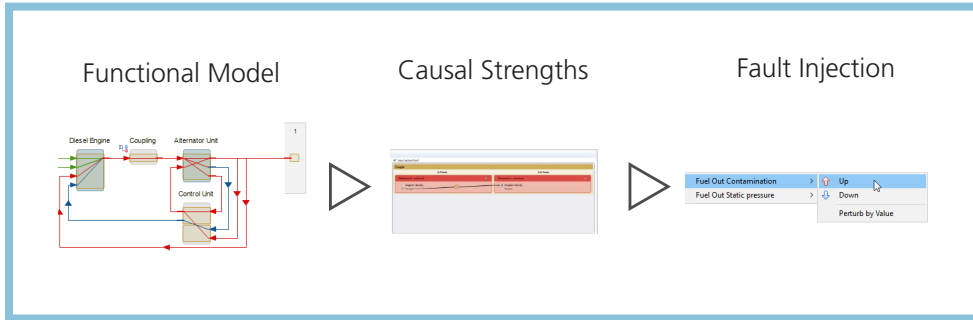 Functional Model
Causal Strengths
Fault Injection
Diesel Engine
Coupling
Alternator Unit
Control Unit
1
Fuel Out Contamination
Up
Fuel Out Static pressure
Down
Perturb by Value